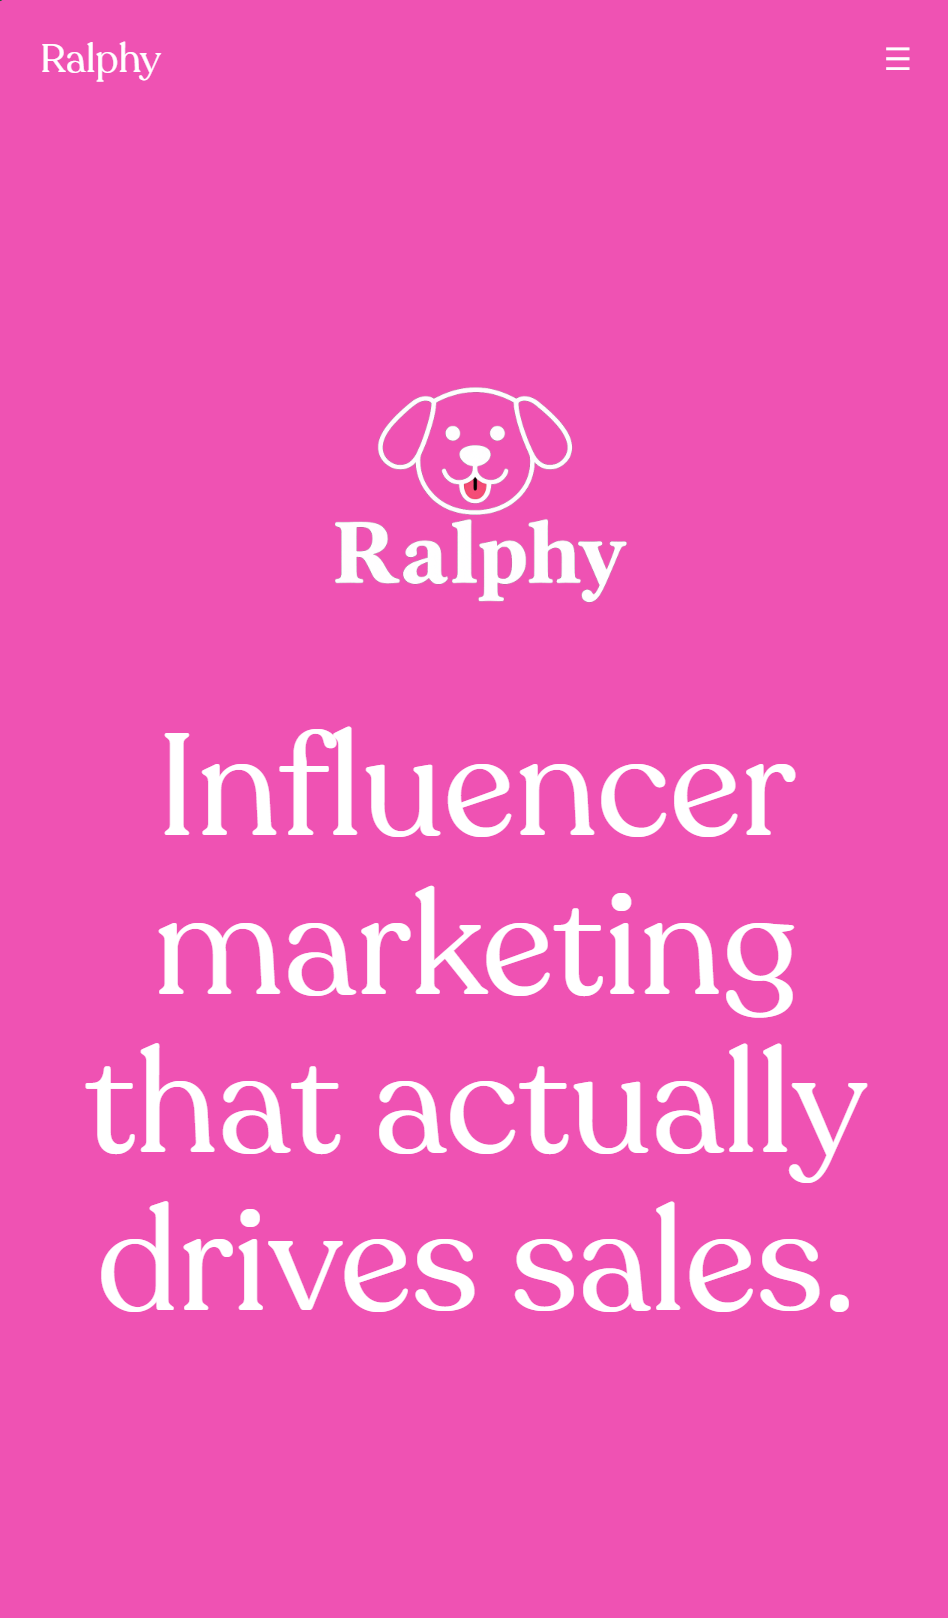 Ralphy
Ralphy
Influencer
marketing
that actually
drives sales.